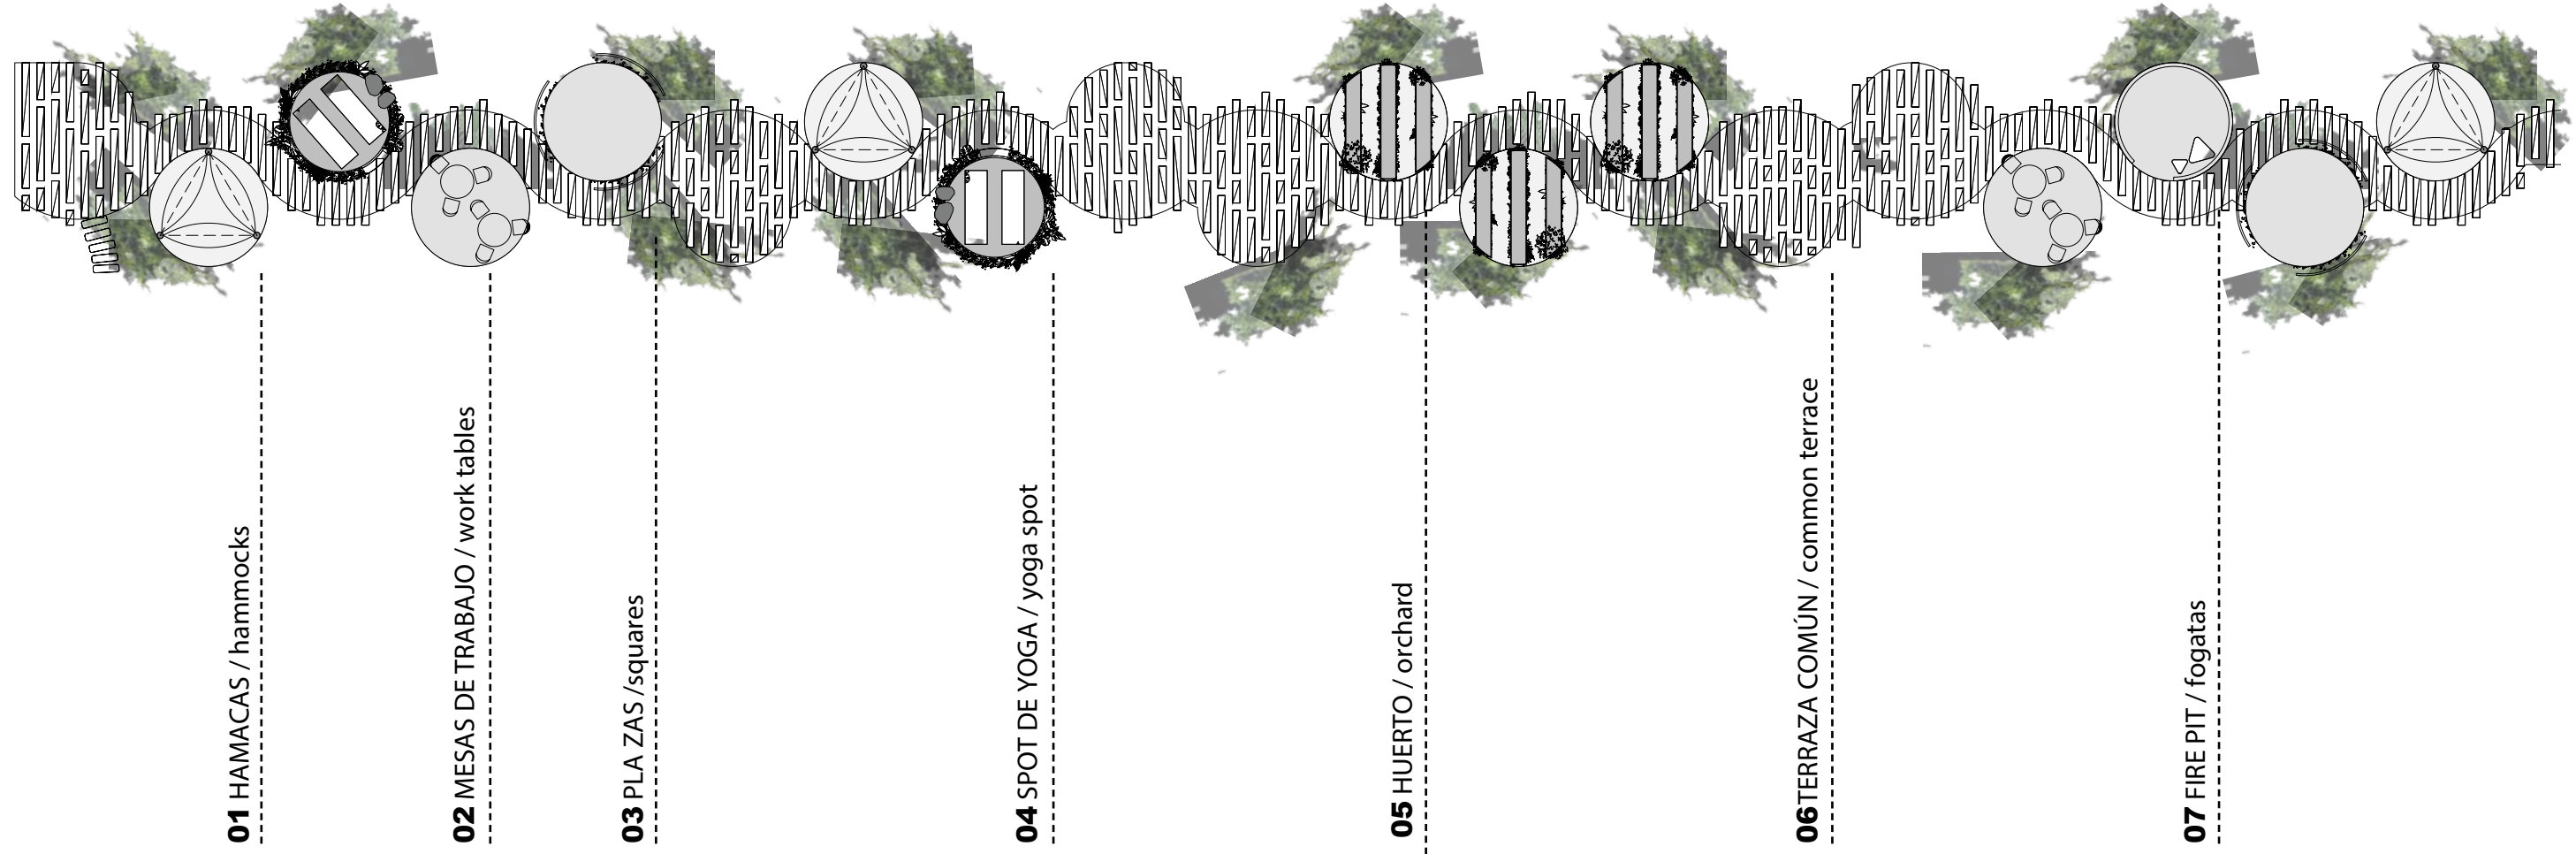 01 HAMACAS / hammocks
02 MESAS DE TRABAJO / work tables
03 PLA ZAS /squares
04 SPOT DE YOGA / yoga spot
05 HUERTO / orchard
06TERRAZA COMÚN / common terrace
07 FIRE PIT / fogatas